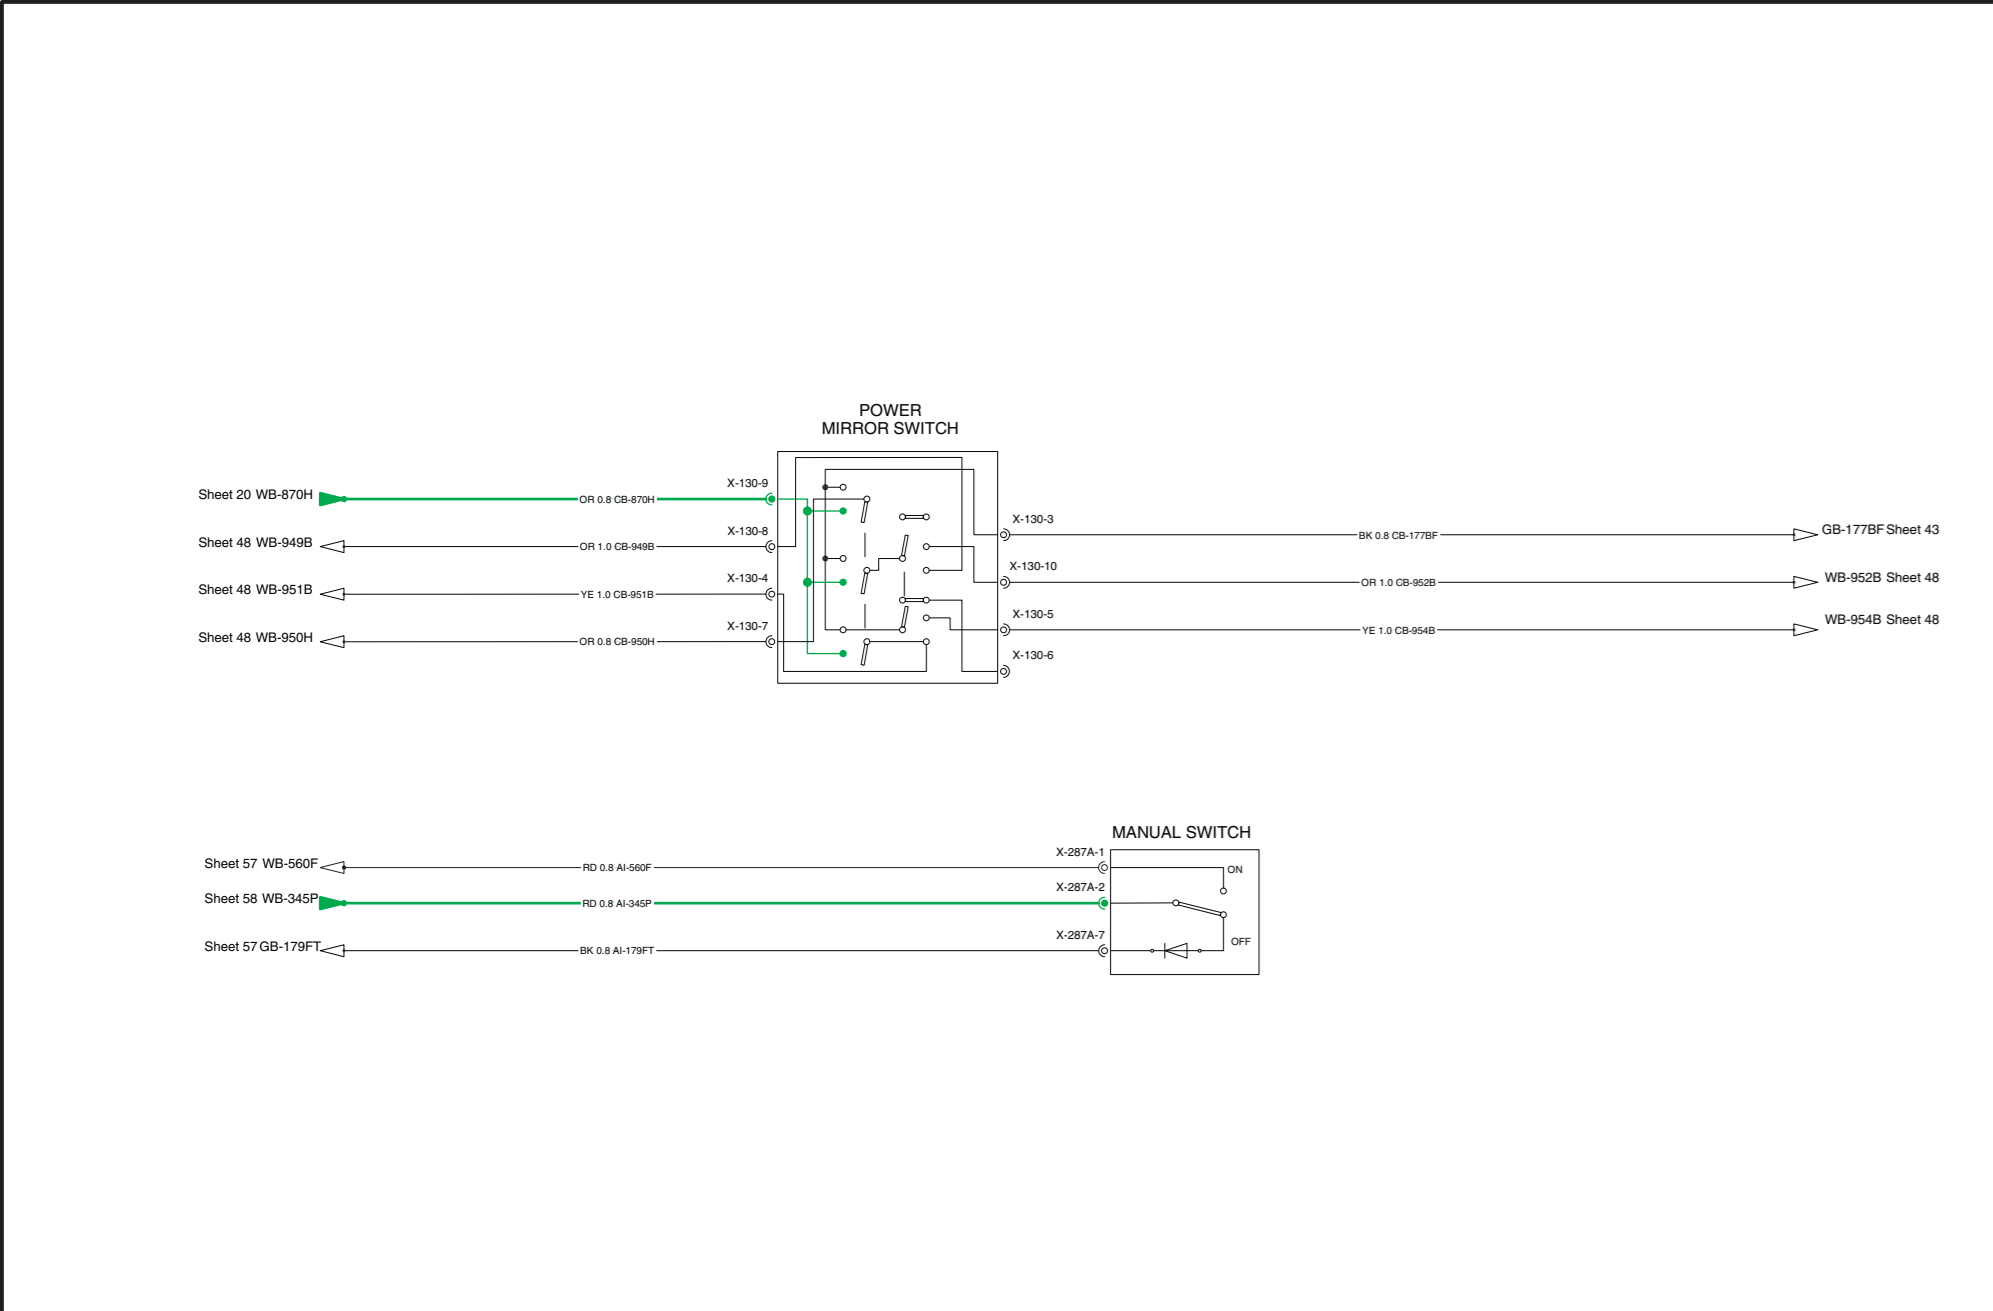 POWER
MIRROR SWITCH
Sheet 20 WB-870H
OR 0.8 CB-870H
X-130-9
Sheet 48 WB-949B
OR 1.0 CB-949B
X-130-8
Sheet 48 WB-951B
YE 1.0 CB-951B
X-130-4
Sheet 48 WB-950H
OR 0.8 CB-950H
X-130-7
X-130-3
BK 0.8 CB-177BF
GB-177BF Sheet 43
X-130-10
OR 1.0 CB-952B
WB-952B Sheet 48
X-130-5
YE 1.0 CB-954B
WB-954B Sheet 48
X-130-6
MANUAL SWITCH
Sheet 57 WB-560F
RD 0.8 AI-560F
X-287A-1
ON
Sheet 58 WB-345P
RD 0.8 AI-345P
X-287A-2
Sheet 57 GB-179FT
BK 0.8 AI-179FT
X-287A-7
OFF